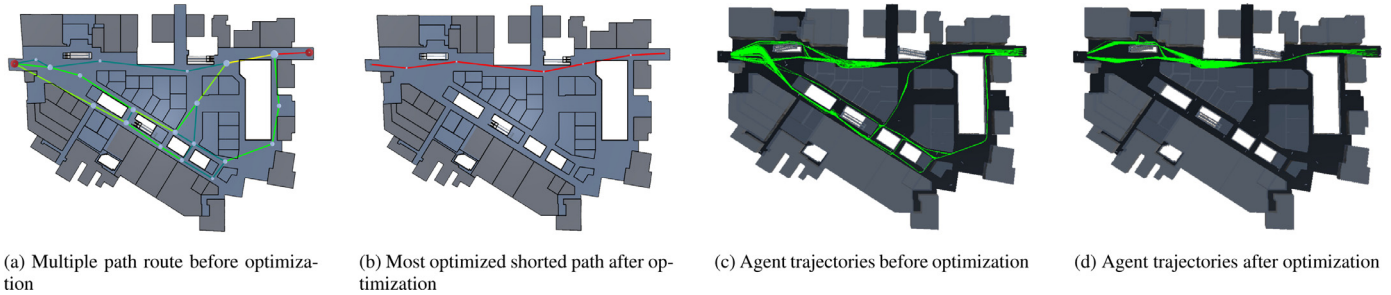 (a) Multiple path route before optimiza-
tion
(b) Most optimized shorted path after op-
timization
(c) Agent trajectories before optimization
(d) Agent trajectories after optimization